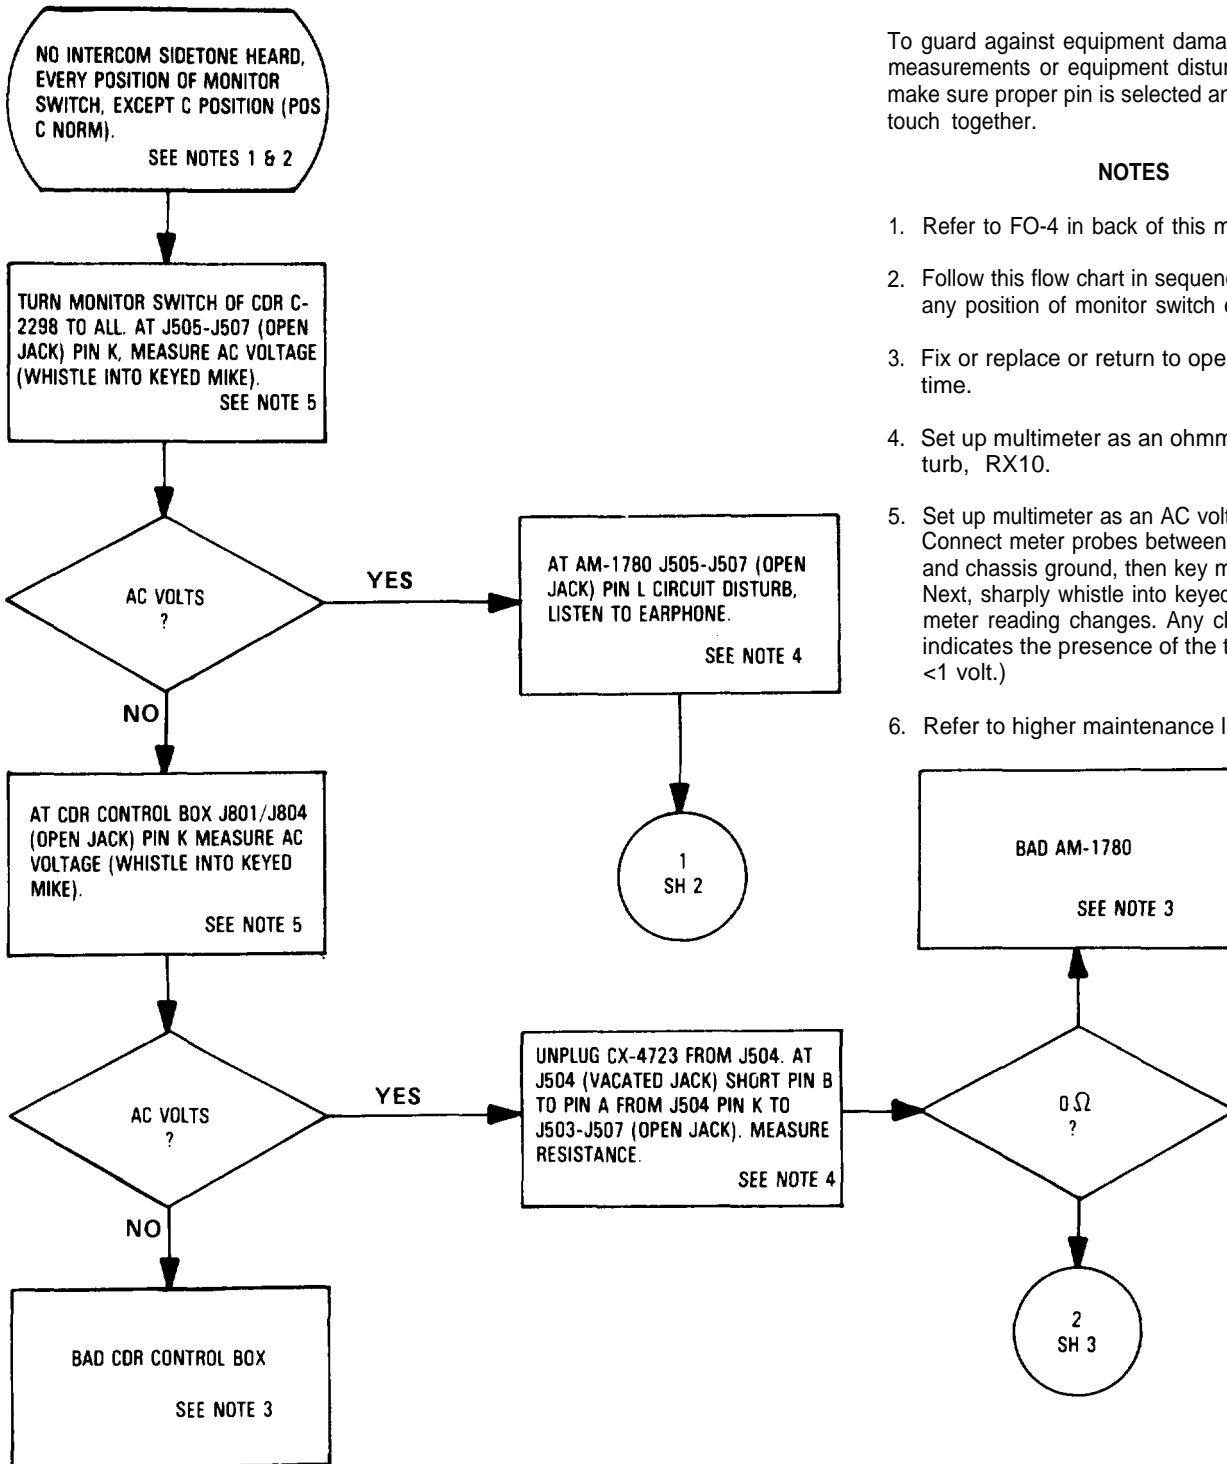 NO INTERCOM SIDETONE HEARD,
EVERY POSITION OF MONITOR
SWITCH, EXCEPT C POSITION (POS
C NORM).
SEE NOTES 1 & 2
TURN MONITOR SWITCH OF CDR C-
2298 TO ALL. AT J505-J507 (OPEN
JACK) PIN K, MEASURE AC VOLTAGE
(WHISTLE INTO KEYED MIKE).
SEE NOTE 5
AC VOLTS
?
YES
NO
AT AM-1780 J505-J507 (OPEN
JACK) PIN L CIRCUIT DISTURB,
LISTEN TO EARPHONE.
SEE NOTE 4
1
SH 2
AT CDR CONTROL BOX J801/J804
(OPEN JACK) PIN K MEASURE AC
VOLTAGE (WHISTLE INTO KEYED
MIKE).
SEE NOTE 5
AC VOLTS
?
YES
NO
UNPLUG CX-4723 FROM J504. AT
J504 (VACATED JACK) SHORT PIN B
TO PIN A FROM J504 PIN K TO
J503-J507 (OPEN JACK). MEASURE
RESISTANCE.
SEE NOTE 4
0 Ω
?
BAD AM-1780
SEE NOTE 3
2
SH 3
BAD CDR CONTROL BOX
SEE NOTE 3
To guard against equipment dama
measurements or equipment distur
make sure proper pin is selected ar
touch together.
NOTES
1. Refer to FO-4 in back of this m
2. Follow this flow chart in sequenc
any position of monitor switch
3. Fix or replace or return to ope
time.
4. Set up multimeter as an ohmm
turb, RX10.
5. Set up multimeter as an AC volt
Connect meter probes between
and chassis ground, then key m
Next, sharply whistle into keyed
meter reading changes. Any cl
indicates the presence of the t
<1 volt.)
6. Refer to higher maintenance l